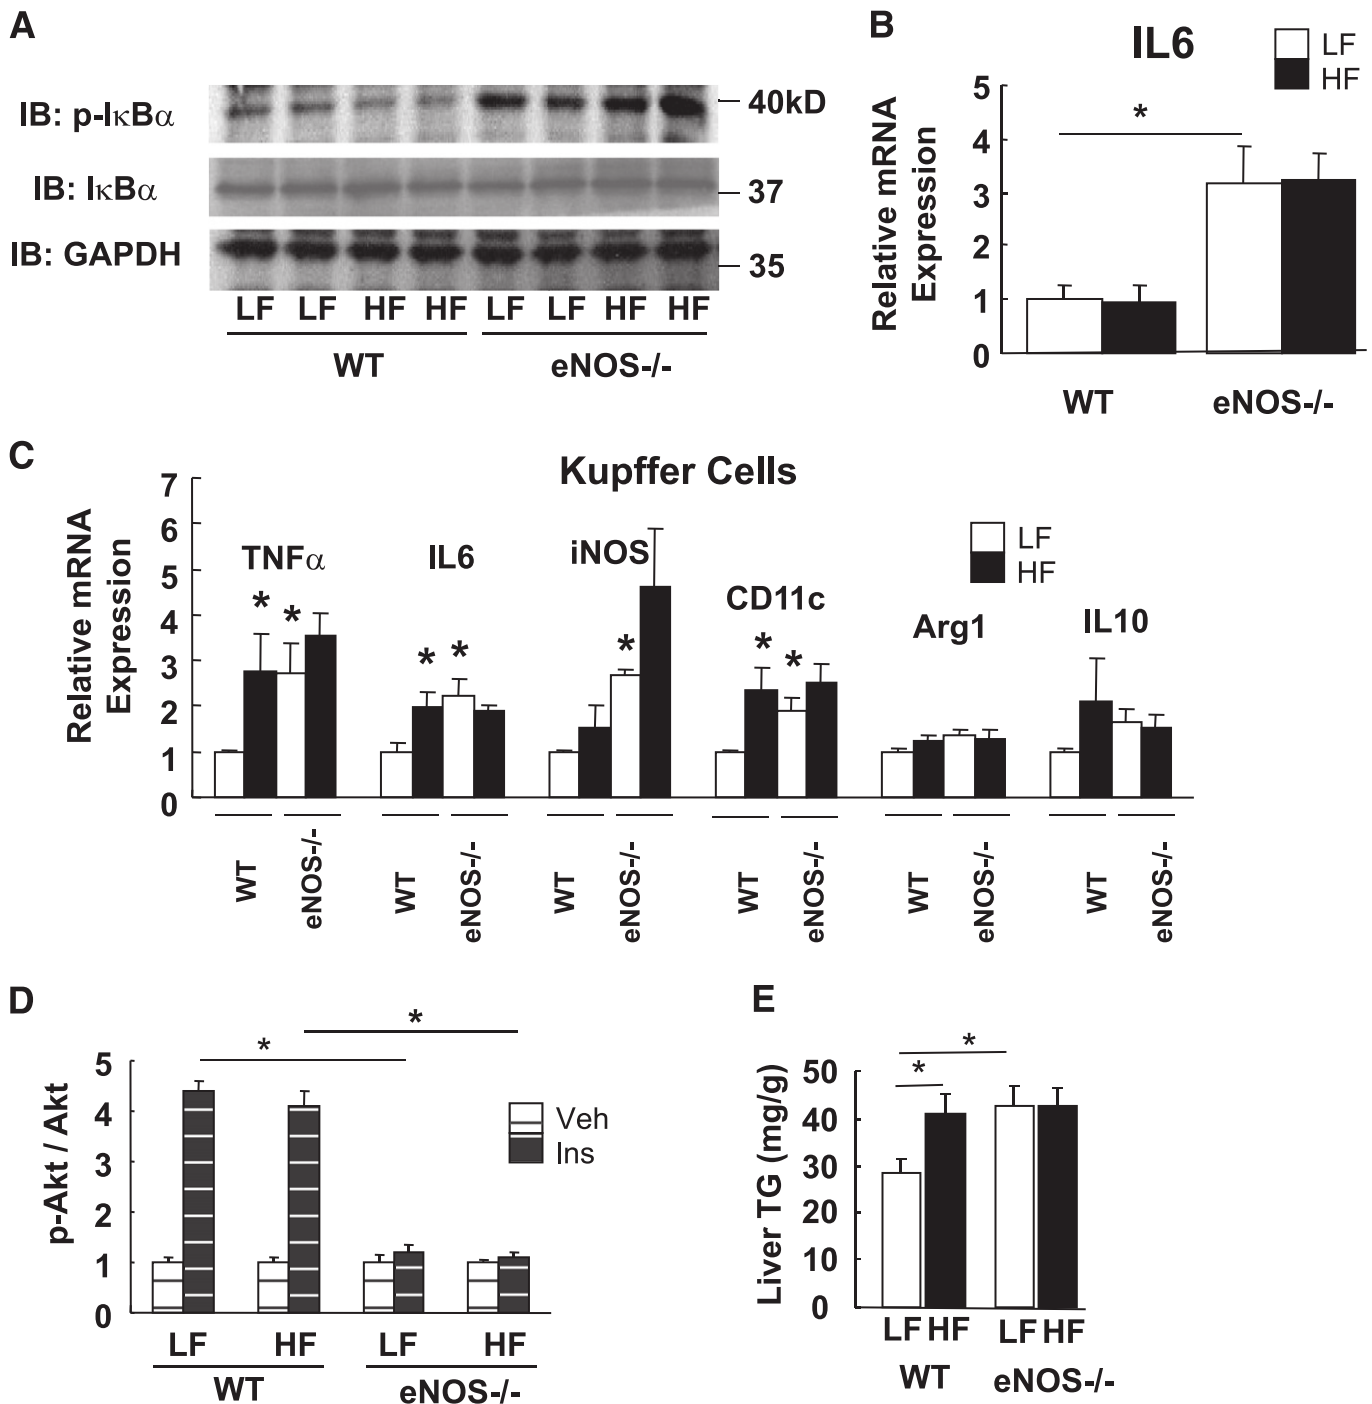 A
IB: p-IκBα
40kD
IB: IκBα
37
IB: GAPDH
35
LF LF HF HF LF LF HF HF
WT eNOS-/-
B
IL6
LF
HF
Relative mRNA
Expression
5
4
3
2
1
0
*
WT eNOS-/-
C
Kupffer Cells
Relative mRNA
Expression
7
6
5
4
3
2
1
0
LF
HF
TNFα
* *
IL6
* *
iNOS
*
CD11c
* *
Arg1
IL10
WT eNOS-/- WT eNOS-/- WT eNOS-/- WT eNOS-/- WT eNOS-/- WT eNOS-/-
D
p-Akt / Akt
5
4
3
2
1
0
*
*
Veh
Ins
LF HF LF HF
WT eNOS-/-
E
Liver TG (mg/g)
50
40
30
20
10
0
*
*
LF HF LF HF
WT eNOS-/-